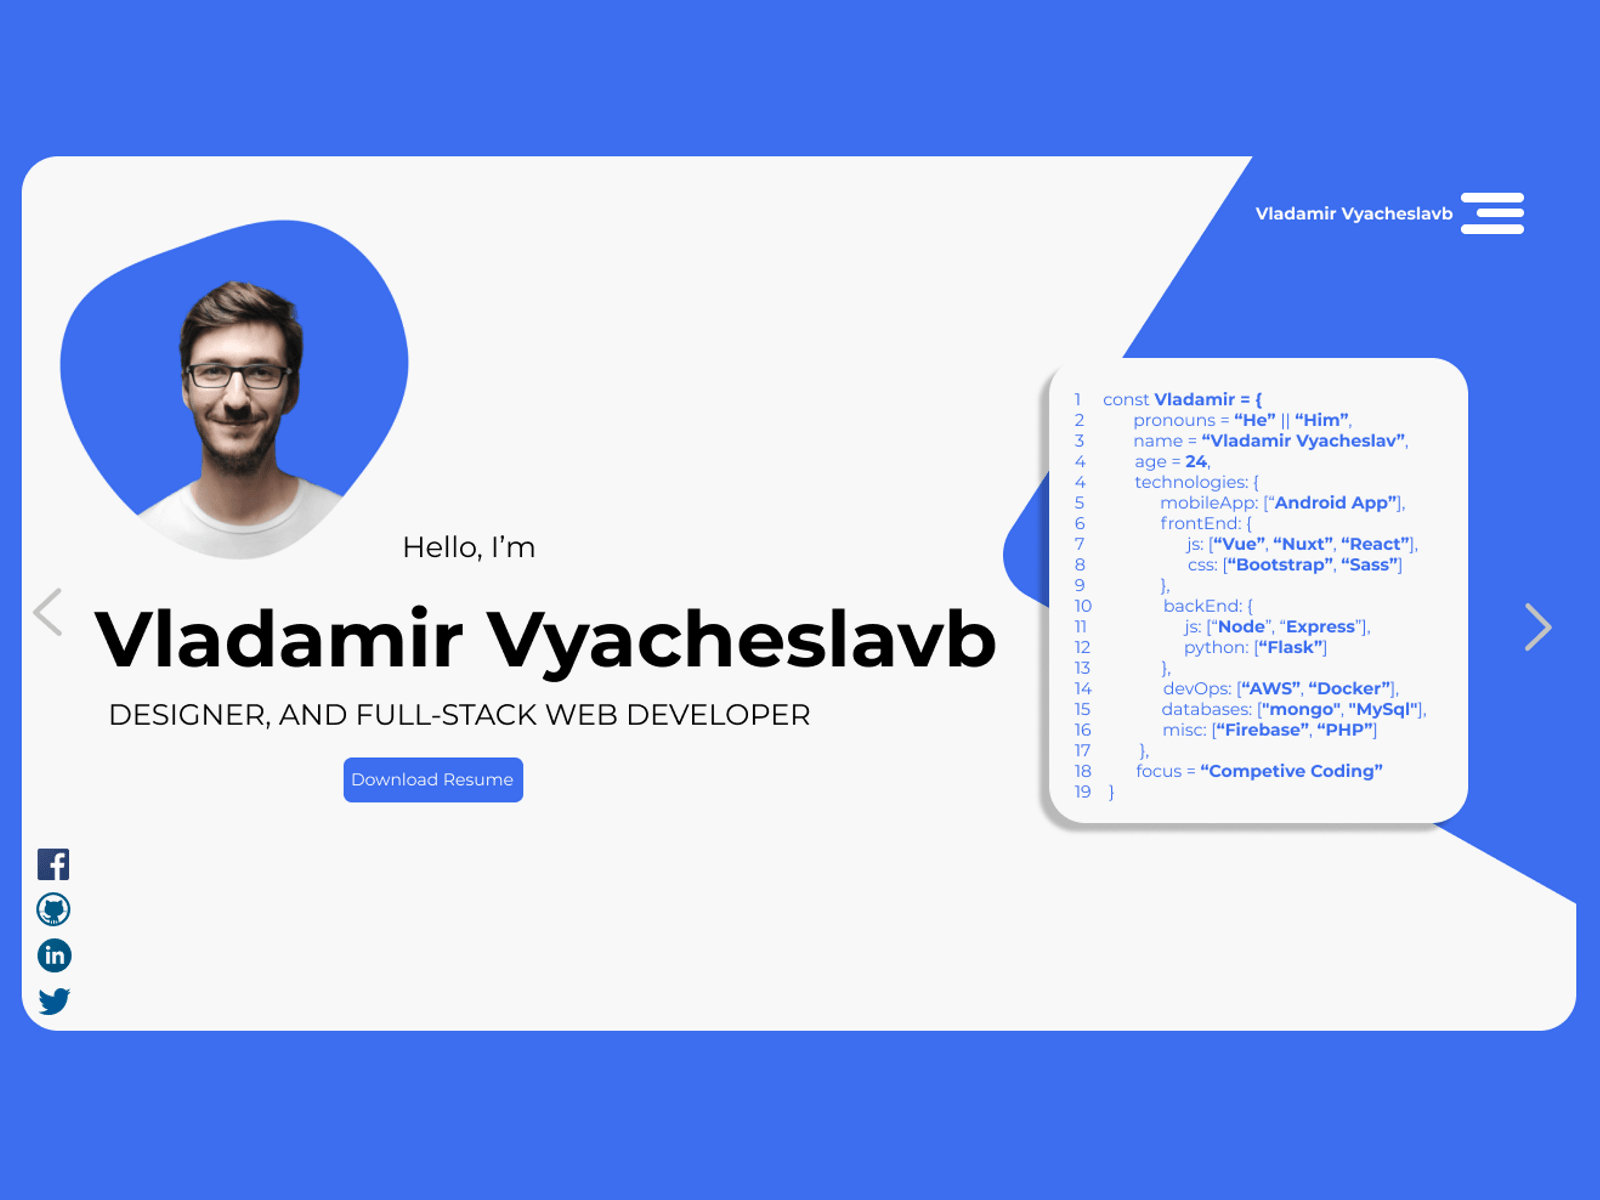 Vladamir Vyacheslavb
Hello, I’m
Vladamir Vyacheslavb
DESIGNER, AND FULL-STACK WEB DEVELOPER
Download Resume
1 const Vladamir = {
2 pronouns = “He” || “Him”,
3 name = “Vladamir Vyacheslav”,
4 age = 24,
4 technologies: {
5 mobileApp: [“Android App”],
6 frontEnd: {
7 js: [“Vue”, “Nuxt”, “React”],
8 css: [“Bootstrap”, “Sass”]
9 },
10 backEnd: {
11 js: [“Node”, “Express”],
12 python: [“Flask”]
13 },
14 devOps: [“AWS”, “Docker”],
15 databases: ["mongo", "MySql"],
16 misc: [“Firebase”, “PHP”]
17 },
18 focus = “Competive Coding”
19 }
f
in